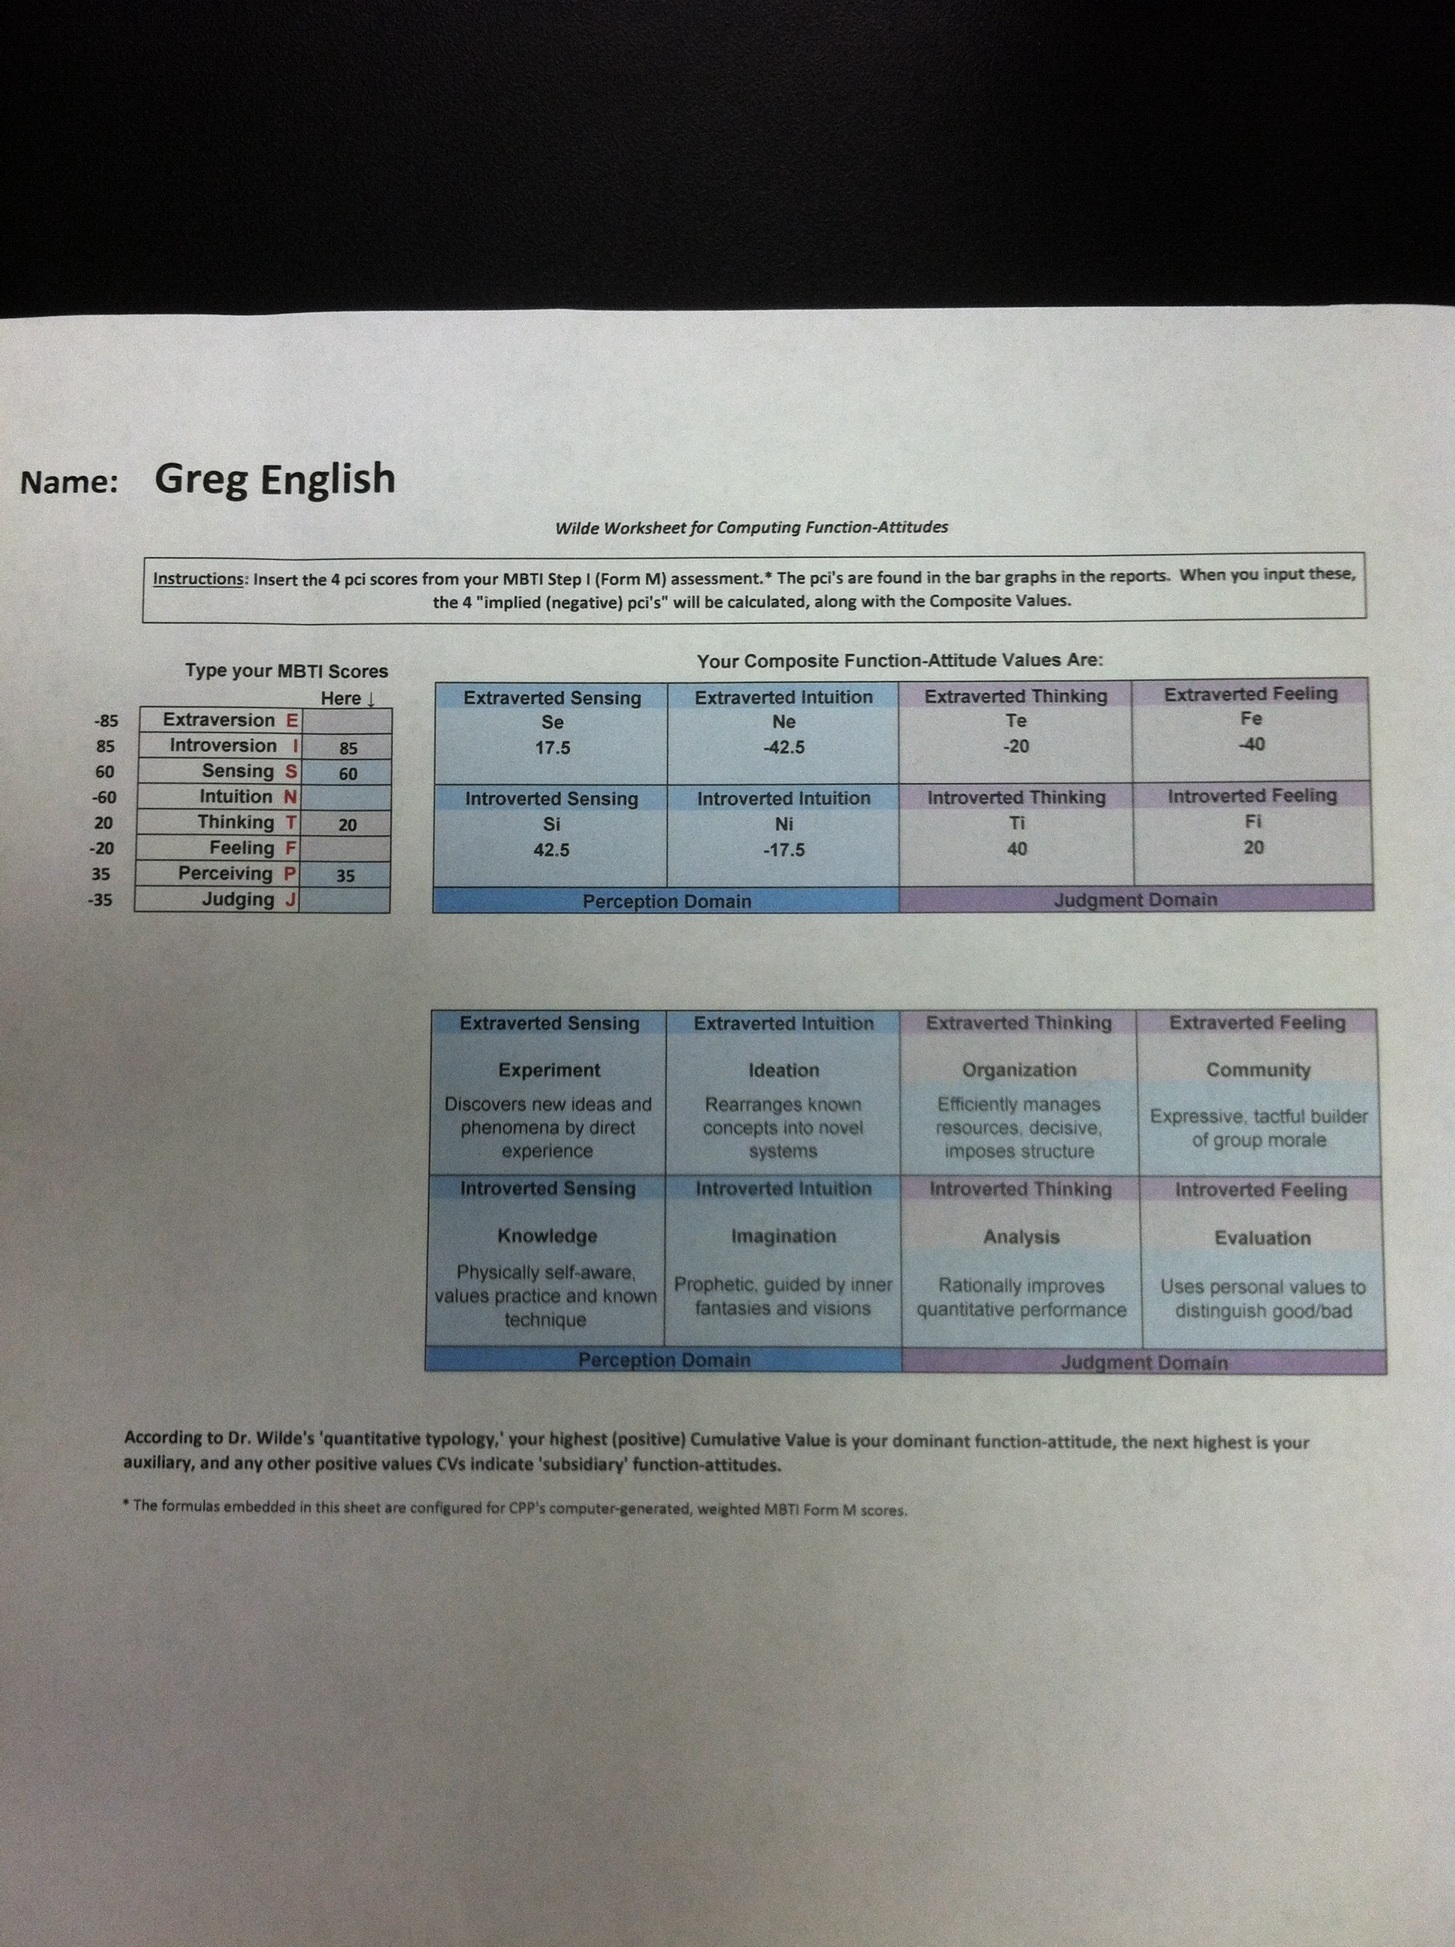 Name: Greg English
Wilde Worksheet for Computing Function-Attitudes
Instructions: Insert the 4 pci scores from your MBTI Step I (Form M) assessment.* The pci's are found in the bar graphs in the reports. When you input these,
the 4 "implied (negative) pci's" will be calculated, along with the Composite Values.
Type your MBTI Scores
Here ↓
-85 Extraversion E
85 Introversion I 85
60 Sensing S 60
-60 Intuition N
20 Thinking T 20
-20 Feeling F
35 Perceiving P 35
-35 Judging J
Your Composite Function-Attitude Values Are:
Extraverted Sensing Extraverted Intuition Extraverted Thinking Extraverted Feeling
Se Ne Te Fe
17.5 -42.5 -20 -40
Introverted Sensing Introverted Intuition Introverted Thinking Introverted Feeling
Si Ni Ti Fi
42.5 -17.5 40 20
Perception Domain Judgment Domain
Extraverted Sensing Extraverted Intuition Extraverted Thinking Extraverted Feeling
Experiment Ideation Organization Community
Discovers new ideas and Rearranges known Efficiently manages Expressive, tactful builder
phenomena by direct concepts into novel resources, decisive, of group morale
experience systems imposes structure
Introverted Sensing Introverted Intuition Introverted Thinking Introverted Feeling
Knowledge Imagination Analysis Evaluation
Physically self-aware, Prophetic, guided by inner Rationally improves Uses personal values to
values practice and known fantasies and visions quantitative performance distinguish good/bad
technique
Perception Domain Judgment Domain
According to Dr. Wilde's 'quantitative typology,' your highest (positive) Cumulative Value is your dominant function-attitude, the next highest is your
auxiliary, and any other positive values CVs indicate 'subsidiary' function-attitudes.
* The formulas embedded in this sheet are configured for CPP's computer-generated, weighted MBTI Form M scores.